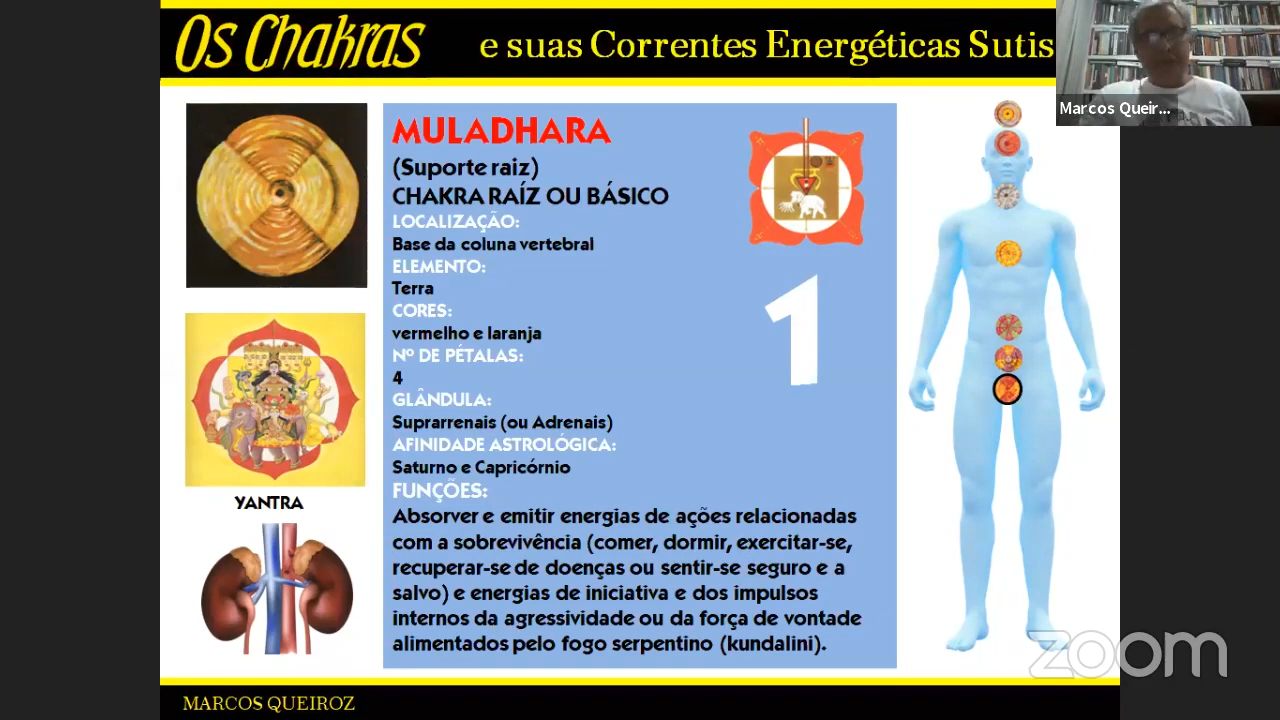 Os Chakras
e suas Correntes Energéticas Sutis
Marcos Queir...
MULADHARA
(Suporte raiz)
CHAKRA RAÍZ OU BÁSICO
LOCALIZAÇÃO:
Base da coluna vertebral
ELEMENTO:
Terra
CORES:
vermelho e laranja
Nº DE PÉTALAS:
4
GLÂNDULA:
Suprarrenais (ou Adrenais)
AFINIDADE ASTROLÓGICA:
Saturno e Capricórnio
FUNÇÕES:
Absorver e emitir energias de ações relacionadas
com a sobrevivência (comer, dormir, exercitar-se,
recuperar-se de doenças ou sentir-se seguro e a
salvo) e energias de iniciativa e dos impulsos
internos da agressividade ou da força de vontade
alimentados pelo fogo serpentino (kundalini).
1
YANTRA
zoom
MARCOS QUEIROZ